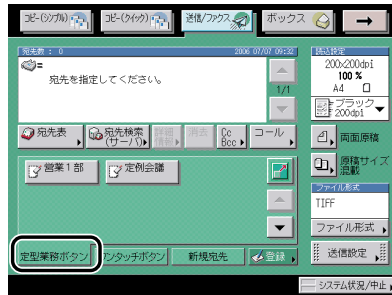 コピー(シンプル)
コピー(クイック)
送信/ファクス
ボックス
宛先数 : 0
2006 07/07 09:32
宛先を指定してください。
1/1
読込設定
200x200dpi
100 %
A4
ブラック
200dpi
宛先表
宛先検索
(サーバ)
詳細
情報
消去
Cc
Bcc
コール
両面原稿
原稿サイズ
混載
営業1部
定例会議
ファイル形式
TIFF
ファイル形式
定型業務ボタン
ワンタッチボタン
新規宛先
登録
送信設定
システム状況/中止